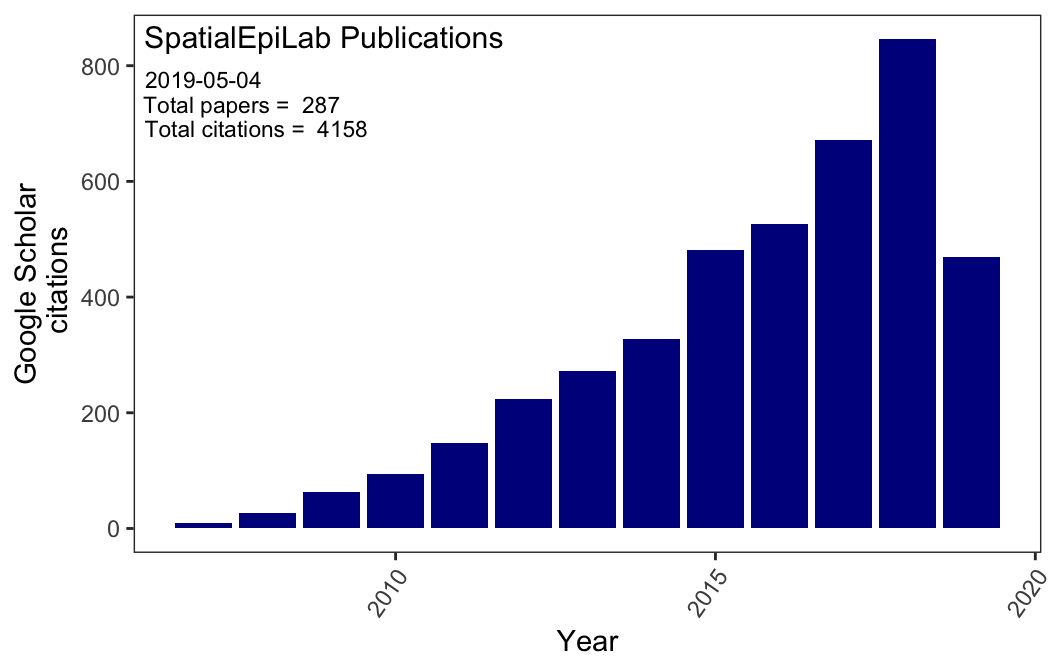 SpatialEpiLab Publications
2019-05-04
Total papers = 287
Total citations = 4158
Google Scholar
citations
800
600
400
200
0
2010
2015
2020
Year